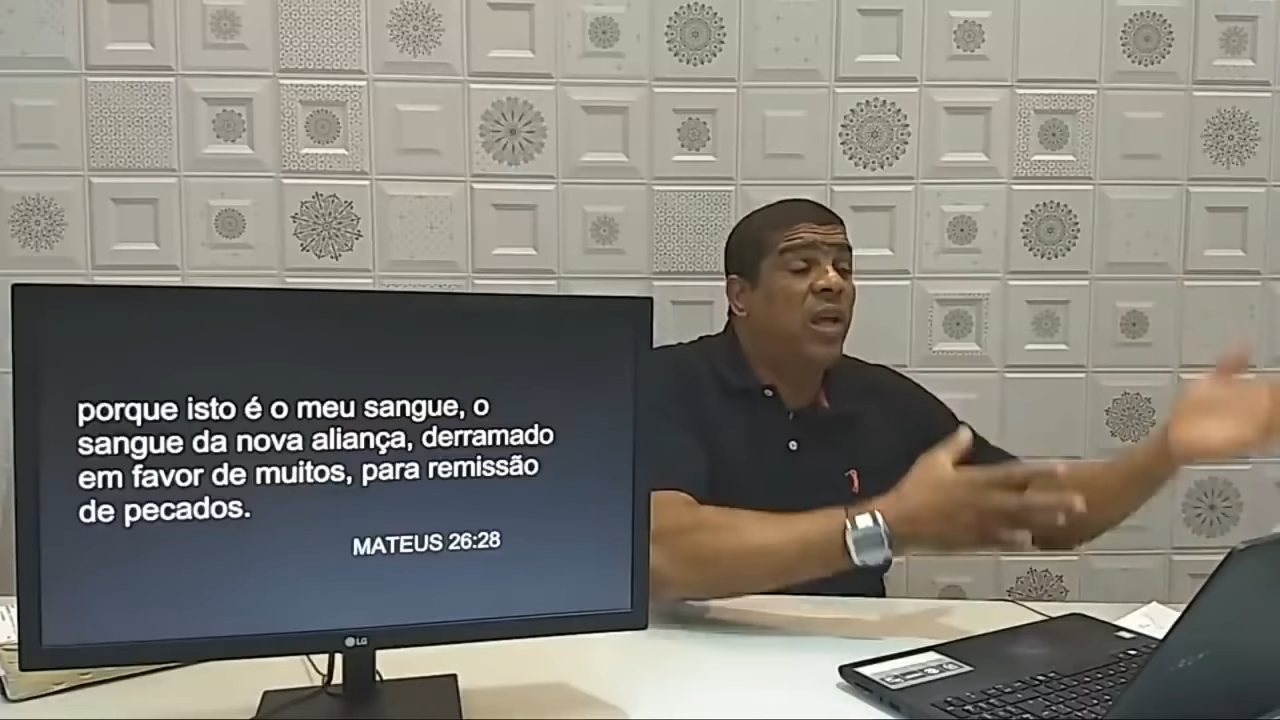 porque isto é o meu sangue, o
sangue da nova aliança, derramado
em favor de muitos, para remissão
de pecados.
MATEUS 26:28
LG